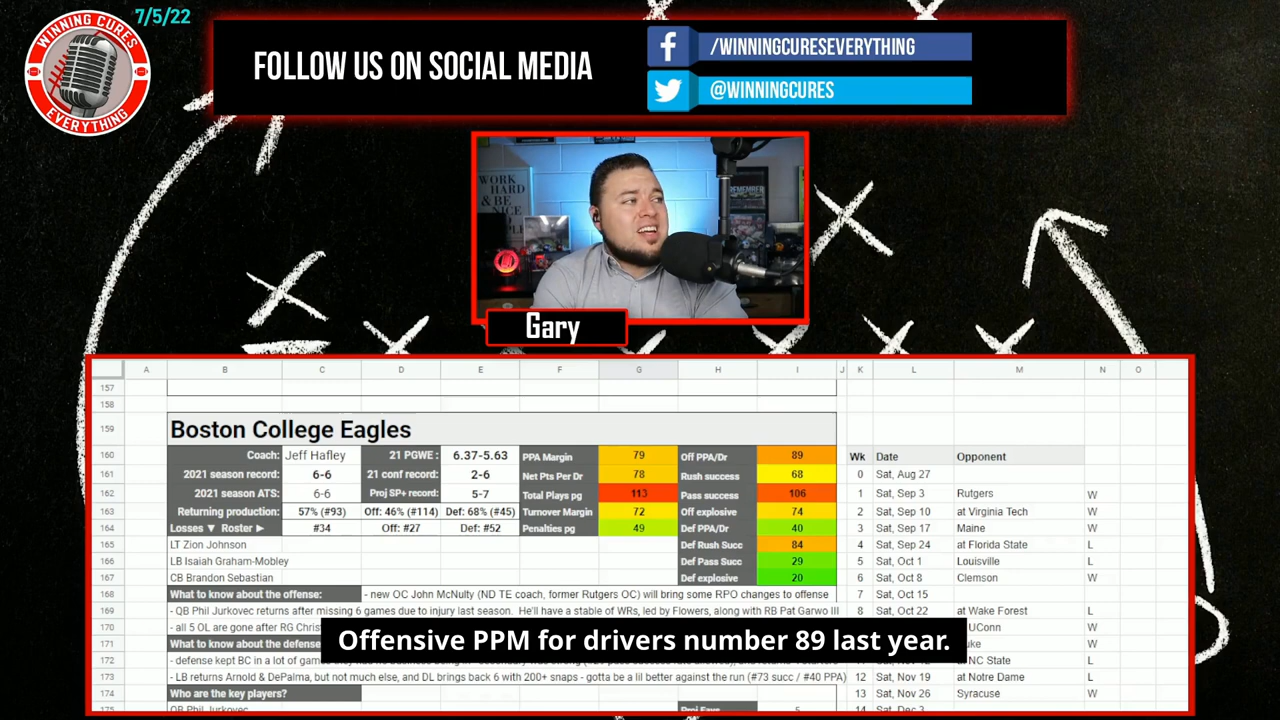 7/5/22
WINNING CURES
EVERYTHING
FOLLOW US ON SOCIAL MEDIA
/WINNINGCURESEVERYTHING
@WINNINGCURES
WORK
HARD
& BE
NICE
REMEMBER
Gary
A B C D E F G H I J K L M N O
157
158
159 Boston College Eagles
160 Coach: Jeff Hafley 21 PGWE : 6.37-5.63 PPA Margin 79 Off PPA/Dr 89 Wk Date Opponent
161 2021 season record: 6-6 21 conf record: 2-6 Net Pts Per Dr 78 Rush success 68 0 Sat, Aug 27
162 2021 season ATS: 6-6 Proj SP+ record: 5-7 Total Plays pg 113 Pass success 106 1 Sat, Sep 3 Rutgers W
163 Returning production: 57% (#93) Off: 46% (#114) Def: 68% (#45) Turnover Margin 72 Off explosive 74 2 Sat, Sep 10 at Virginia Tech W
164 Losses ▼ Roster ► #34 Off: #27 Def: #52 Penalties pg 49 Def PPA/Dr 40 3 Sat, Sep 17 Maine W
165 LT Zion Johnson Def Rush Succ 84 4 Sat, Sep 24 at Florida State L
166 LB Isaiah Graham-Mobley Def Pass Succ 29 5 Sat, Oct 1 Louisville L
167 CB Brandon Sebastian Def explosive 20 6 Sat, Oct 8 Clemson W
168 What to know about the offense: - new OC John McNulty (ND TE coach, former Rutgers OC) will bring some RPO changes to offense 7 Sat, Oct 15
169 - QB Phil Jurkovec returns after missing 6 games due to injury last season. He'll have a stable of WRs, led by Flowers, along with RB Pat Garwo III 8 Sat, Oct 22 at Wake Forest L
170 - all 5 OL are gone after RG Chris UConn W
Offensive PPM for drivers number 89 last year.
171 What to know about the defense W
172 - defense kept BC in a lot of NC State L
173 - LB returns Arnold & DePalma, but not much else, and DL brings back 6 with 200+ snaps - gotta be a lil better against the run (#73 succ / #40 PPA) 12 Sat, Nov 19 at Notre Dame L
174 Who are the key players? 13 Sat, Nov 26 Syracuse W
175 QB Phil Jurkovec Proj Favs 5 14 Sat, Dec 3